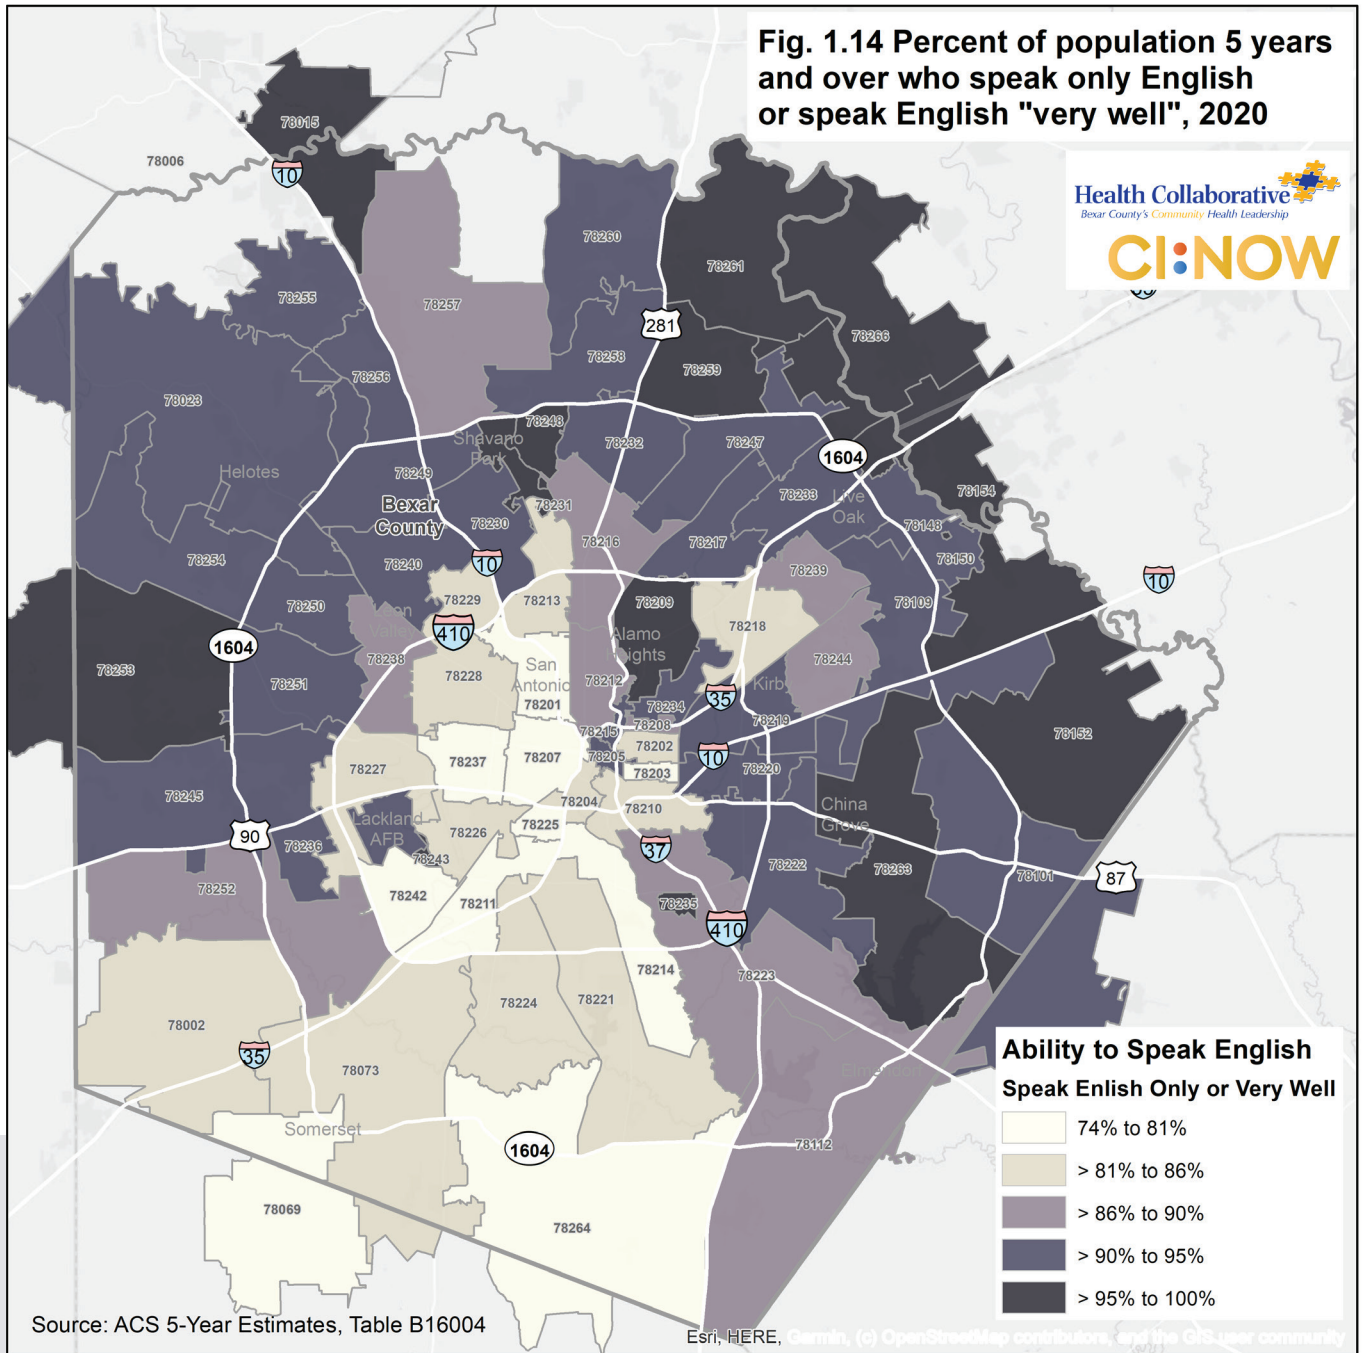 Fig. 1.14 Percent of population 5 years
and over who speak only English
or speak English "very well", 2020
Health Collaborative
Bexar County's Community Health Leadership
CI:NOW
78015
78006
10
78260
78261
78255
78257
281
78266
78258
78259
78256
78023
78248
Shavano
Park
78232
78247
1604
Helotes
78249
78233
Live
Oak
78154
Bexar
County
78231
78230
78148
78216
78217
78150
78254
78240
10
78239
10
78229
78213
78209
78109
78250
Leon
Valley
410
78218
1604
Alamo
Heights
78238
San
Antonio
78244
78253
78228
78212
Kirb
78251
78201
35
78234
78219
78208
78215
78152
78202
78237
78207
78205
10
78227
78203
78220
78245
78204
78210
China
Grove
Lackland
AFB
78225
90
78226
78236
37
78243
78222
78263
78101
87
78252
78242
78211
78235
410
78214
78223
78224
78221
78002
35
78073
Elmendorf
Somerset
1604
78112
78069
78264
Ability to Speak English
Speak Enlish Only or Very Well
74% to 81%
> 81% to 86%
> 86% to 90%
> 90% to 95%
> 95% to 100%
Source: ACS 5-Year Estimates, Table B16004
Esri, HERE, Garmin, (c) OpenStreetMap contributors, and the GIS user community